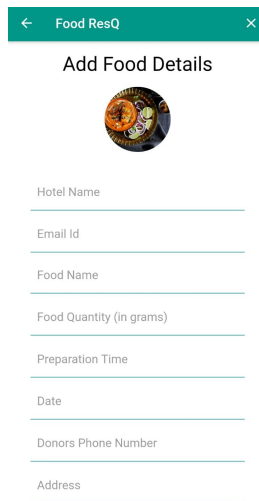 Food ResQ
Add Food Details
Hotel Name
Email Id
Food Name
Food Quantity (in grams)
Preparation Time
Date
Donors Phone Number
Address